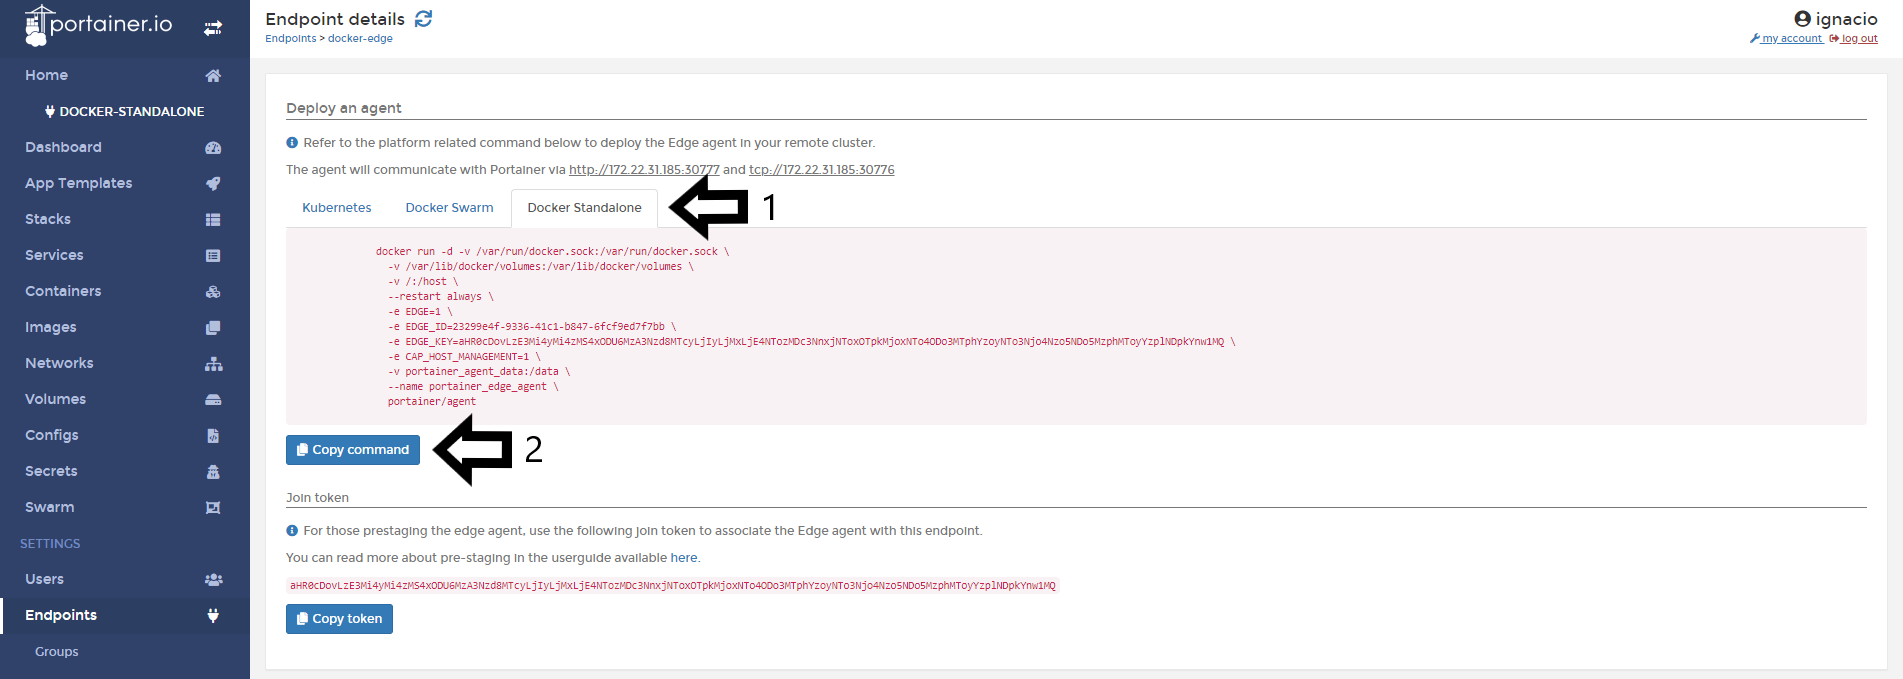 portainer.io
Home
DOCKER-STANDALONE
Dashboard
App Templates
Stacks
Services
Containers
Images
Networks
Volumes
Configs
Secrets
Swarm
SETTINGS
Users
Endpoints
Groups
Endpoint details
Endpoints > docker-edge
ignacio
my account log out
Deploy an agent
Refer to the platform related command below to deploy the Edge agent in your remote cluster.
The agent will communicate with Portainer via http://172.22.31.185:30777 and tcp://172.22.31.185:30776
Kubernetes Docker Swarm Docker Standalone 1
docker run -d -v /var/run/docker.sock:/var/run/docker.sock \
-v /var/lib/docker/volumes:/var/lib/docker/volumes \
-v /:/host \
--restart always \
-e EDGE=1 \
-e EDGE_ID=23299e4f-9336-41c1-b847-6fcf9ed7f7bb \
-e EDGE_KEY=aHR0cDovLzE3Mi4yMi4zMS4xODU6MzA3Nzd8MTcyLjIyLjMxLjE4NTozMDc3NnxjNToxOTpkMjoxNTo4ODo3MTphYzoyNTo3Njo4Nzo5NDo5MzphMToyYzplNDpkYnw1MQ \
-e CAP_HOST_MANAGEMENT=1 \
-v portainer_agent_data:/data \
--name portainer_edge_agent \
portainer/agent
Copy command 2
Join token
For those prestaging the edge agent, use the following join token to associate the Edge agent with this endpoint.
You can read more about pre-staging in the userguide available here.
aHR0cDovLzE3Mi4yMi4zMS4xODU6MzA3Nzd8MTcyLjIyLjMxLjE4NTozMDc3NnxjNToxOTpkMjoxNTo4ODo3MTphYzoyNTo3Njo4Nzo5NDo5MzphMToyYzplNDpkYnw1MQ
Copy token